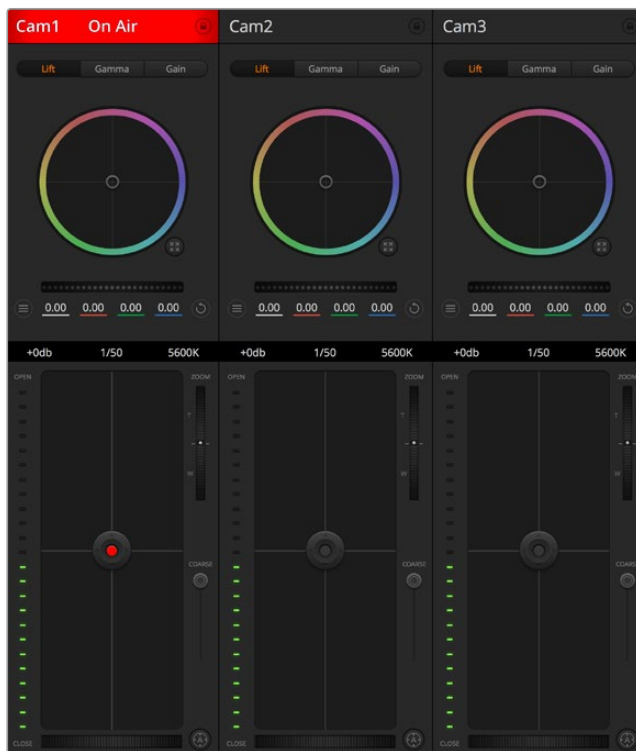 Cam1 On Air Cam2 Cam3
Lift Gamma Gain Lift Gamma Gain Lift Gamma Gain
0.00 0.00 0.00 0.00 0.00 0.00 0.00 0.00 0.00 0.00 0.00 0.00
+0db 1/50 5600K +0db 1/50 5600K +0db 1/50 5600K
OPEN ZOOM OPEN ZOOM OPEN ZOOM
T T T
W W W
COARSE COARSE COARSE
CLOSE A CLOSE A CLOSE A